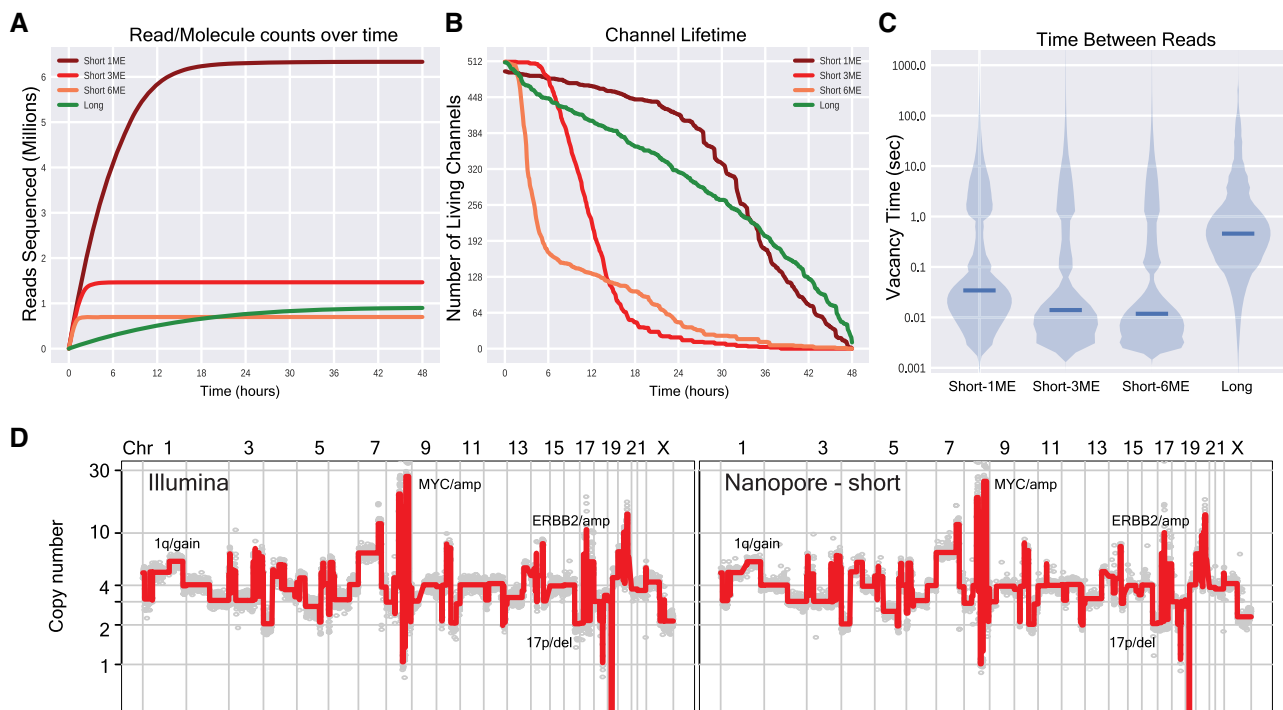 A
Read/Molecule counts over time
Short 1ME
Short 3ME
Short 6ME
Long
Reads Sequenced (Millions)
6
5
4
3
2
1
0
0 6 12 18 24 30 36 42 48
Time (hours)
B
Channel Lifetime
Short 1ME
Short 3ME
Short 6ME
Long
Number of Living Channels
512
448
384
320
256
192
128
64
0
0 6 12 18 24 30 36 42 48
Time (hours)
C
Time Between Reads
Vacancy Time (sec)
1000.0
100.0
10.0
1.0
0.1
0.01
0.001
Short-1ME Short-3ME Short-6ME Long
D
Chr 1 3 5 7 9 11 13 15 17 19 21 X
1 3 5 7 9 11 13 15 17 19 21 X
Copy number
30
10
4
2
1
Illumina
MYC/amp
ERBB2/amp
1q/gain
17p/del
Nanopore - short
MYC/amp
ERBB2/amp
1q/gain
17p/del